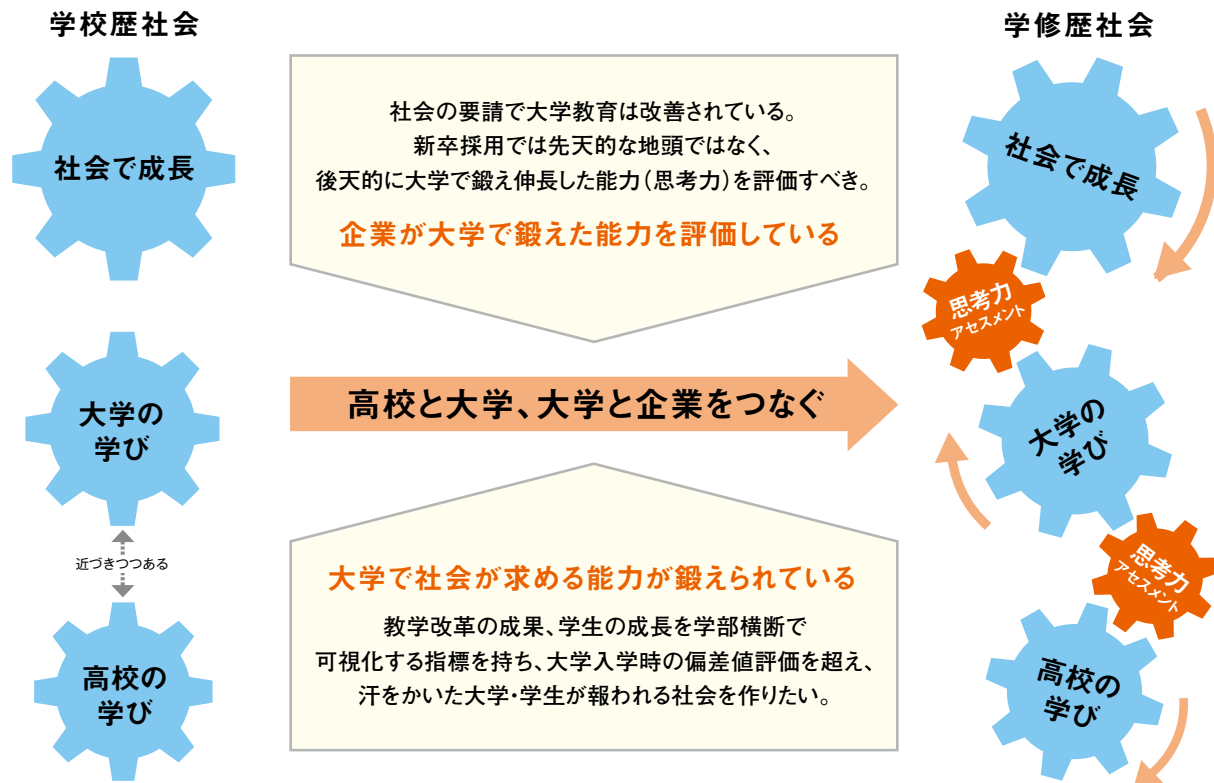 学校歴社会
社会で成長
大学の
学び
近づきつつある
高校の
学び
社会の要請で大学教育は改善されている。
新卒採用では先天的な地頭ではなく、
後天的に大学で鍛え伸長した能力(思考力)を評価すべき。
企業が大学で鍛えた能力を評価している
高校と大学、大学と企業をつなぐ
大学で社会が求める能力が鍛えられている
教学改革の成果、学生の成長を学部横断で
可視化する指標を持ち、大学入学時の偏差値評価を超え、
汗をかいた大学・学生が報われる社会を作りたい。
学修歴社会
社会で成長
思考力
アセスメント
大学の
学び
思考力
アセスメント
高校の
学び